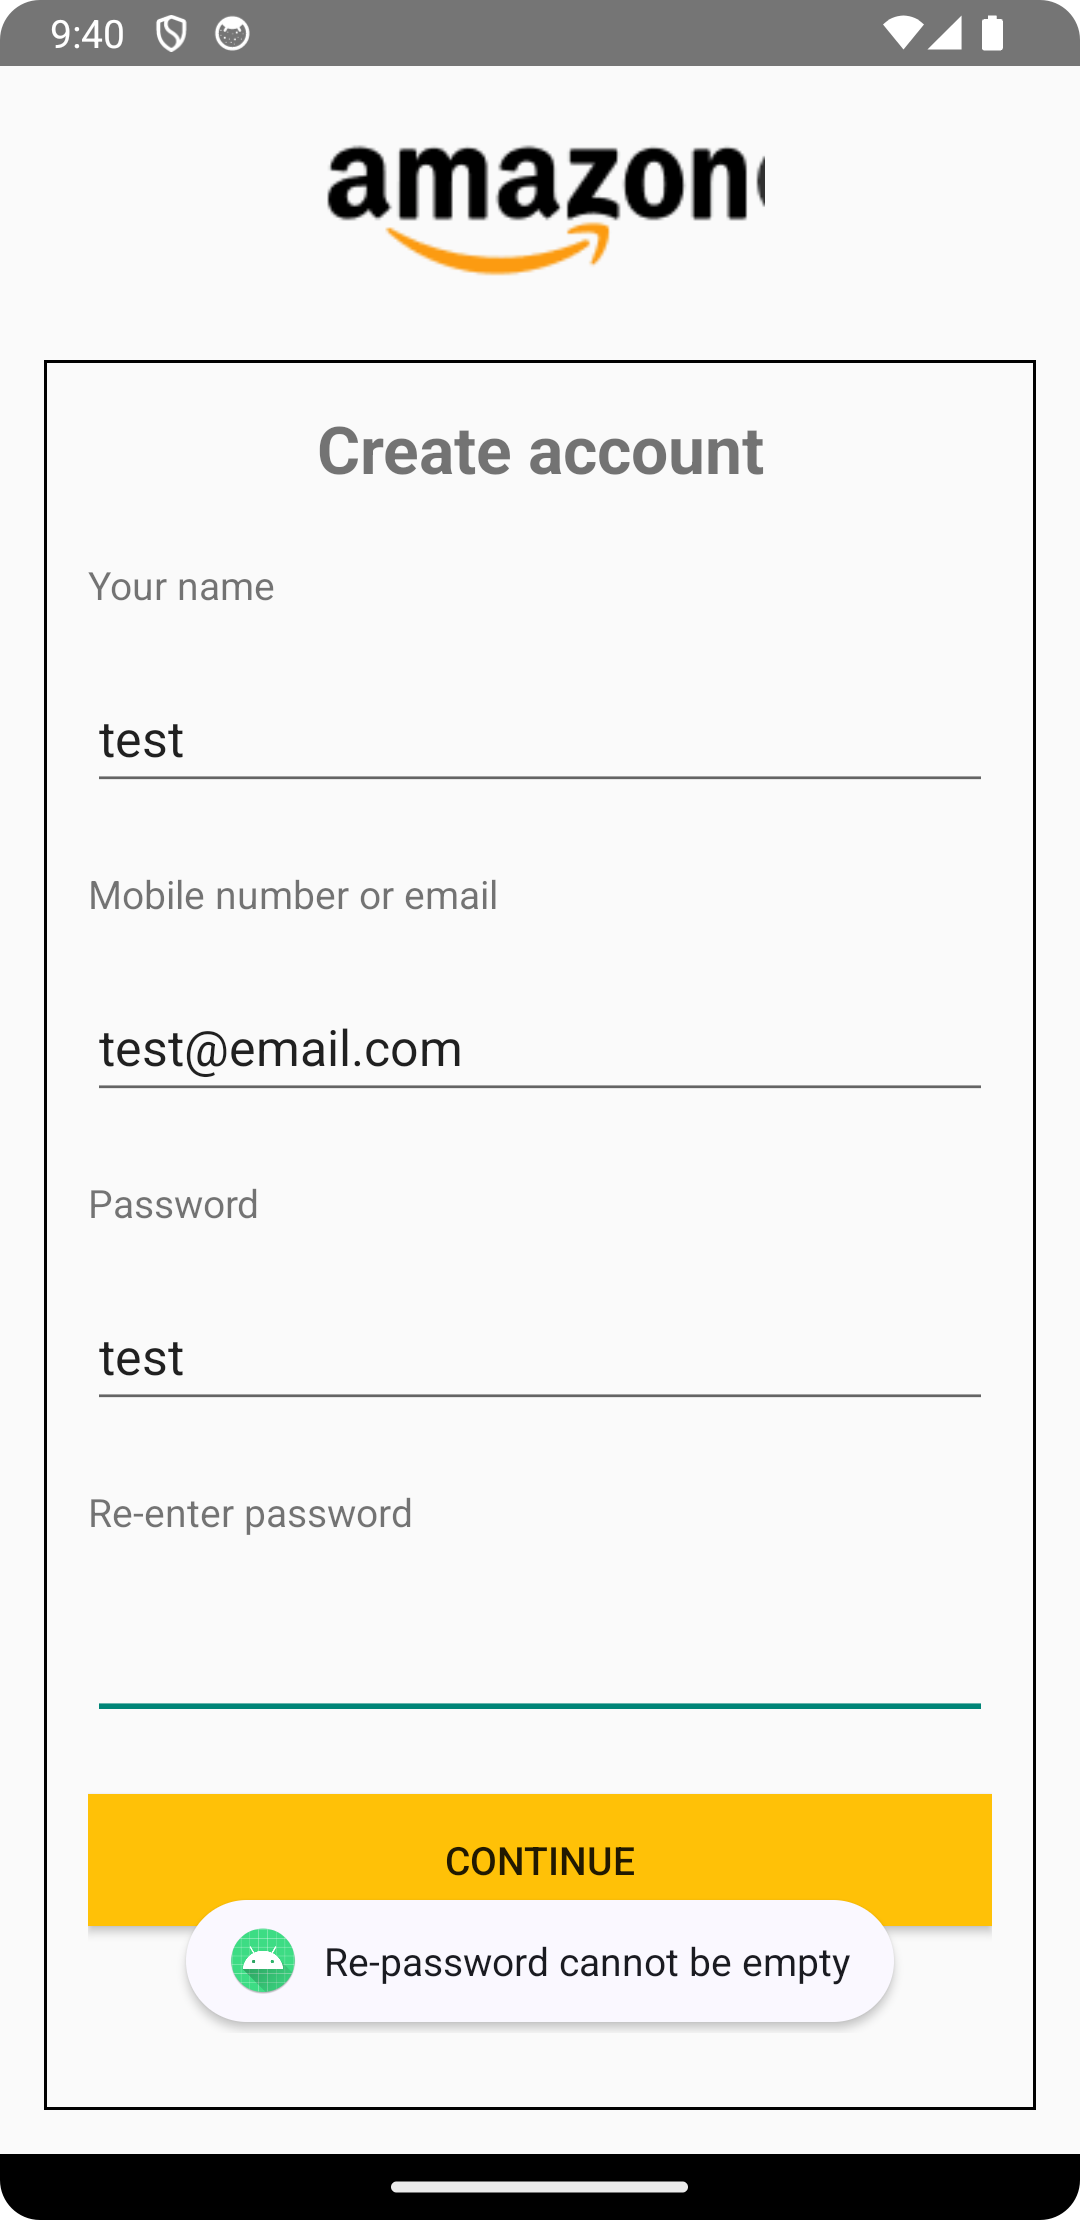 9:40
amazon
Create account
Your name
test
Mobile number or email
test@email.com
Password
test
Re-enter password
CONTINUE
Re-password cannot be empty